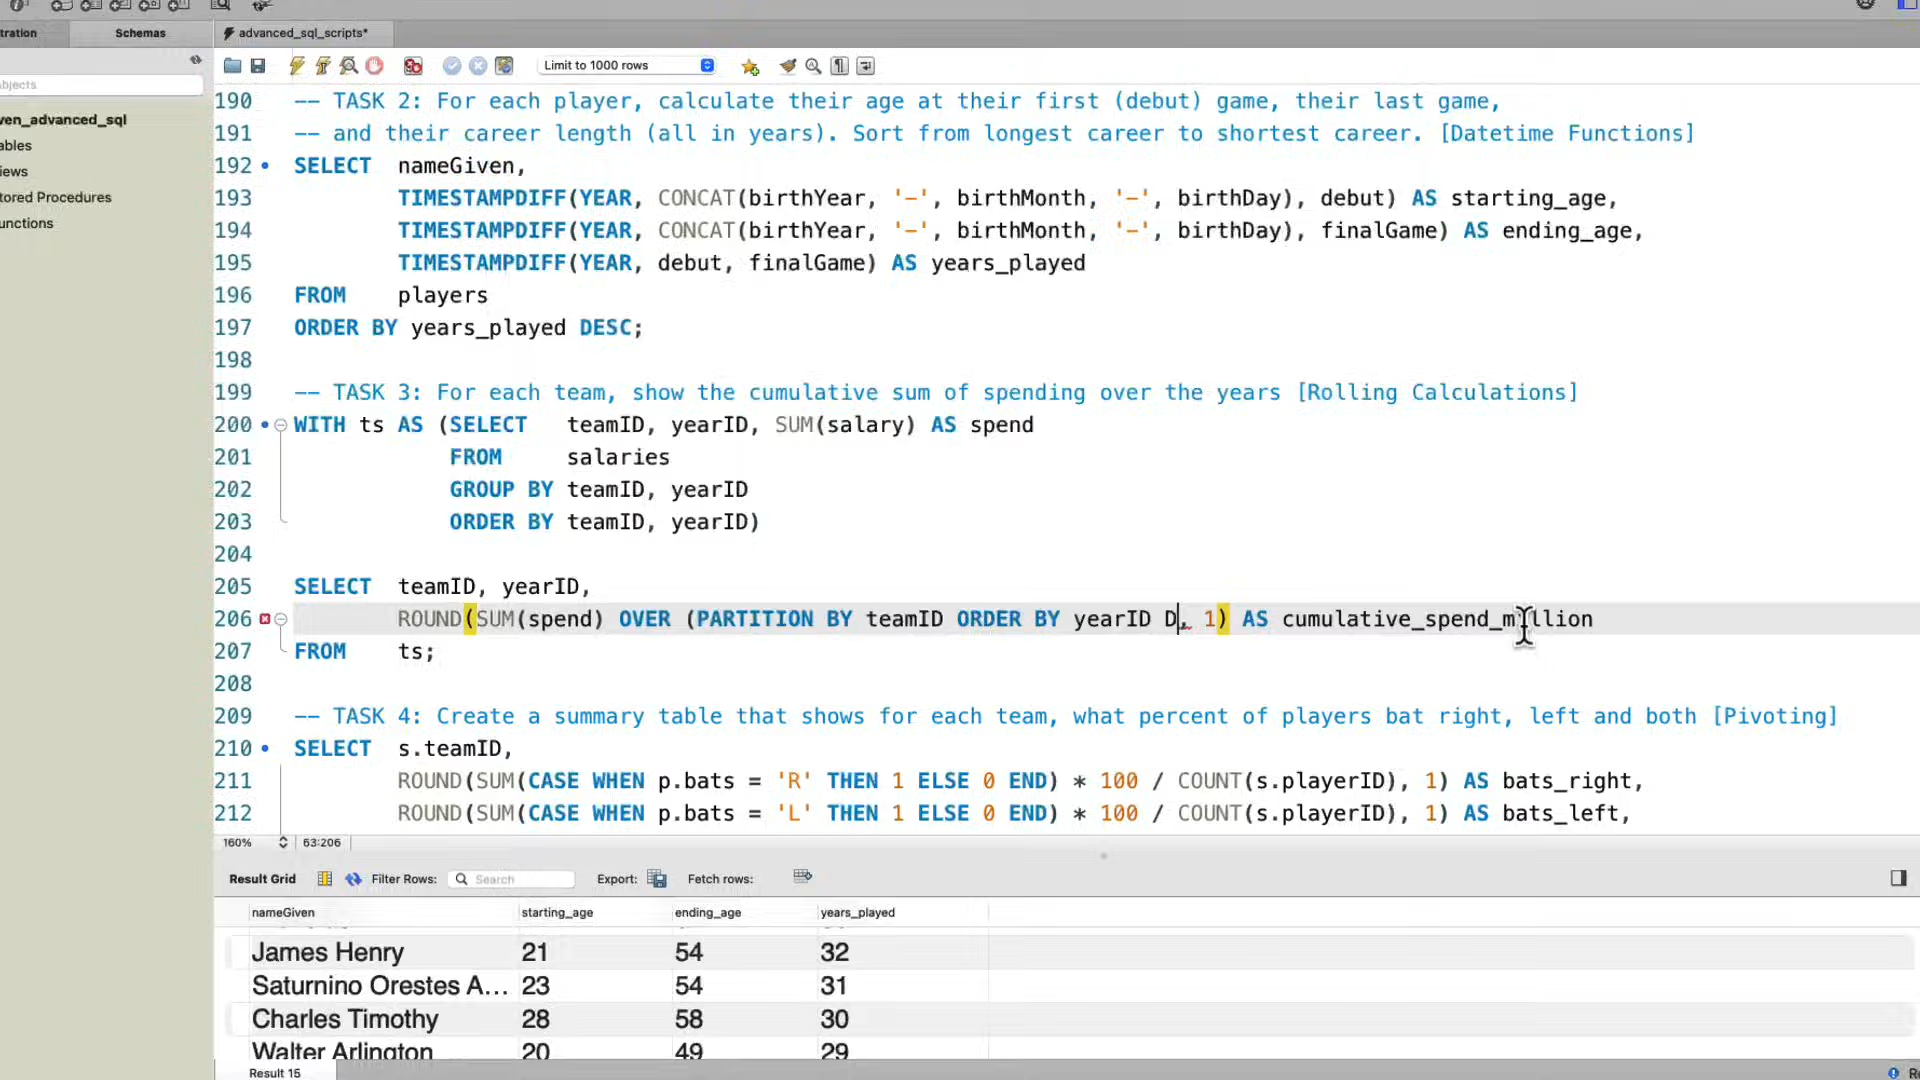 tration
Schemas
advanced_sql_scripts*
Limit to 1000 rows
bjects
ven_advanced_sql
ables
iews
tored Procedures
unctions
190 -- TASK 2: For each player, calculate their age at their first (debut) game, their last game,
191 -- and their career length (all in years). Sort from longest career to shortest career. [Datetime Functions]
192 SELECT nameGiven,
193 TIMESTAMPDIFF(YEAR, CONCAT(birthYear, '-', birthMonth, '-', birthDay), debut) AS starting_age,
194 TIMESTAMPDIFF(YEAR, CONCAT(birthYear, '-', birthMonth, '-', birthDay), finalGame) AS ending_age,
195 TIMESTAMPDIFF(YEAR, debut, finalGame) AS years_played
196 FROM players
197 ORDER BY years_played DESC;
198
199 -- TASK 3: For each team, show the cumulative sum of spending over the years [Rolling Calculations]
200 WITH ts AS (SELECT teamID, yearID, SUM(salary) AS spend
201 FROM salaries
202 GROUP BY teamID, yearID
203 ORDER BY teamID, yearID)
204
205 SELECT teamID, yearID,
206 ROUND(SUM(spend) OVER (PARTITION BY teamID ORDER BY yearID D, 1) AS cumulative_spend_million
207 FROM ts;
208
209 -- TASK 4: Create a summary table that shows for each team, what percent of players bat right, left and both [Pivoting]
210 SELECT s.teamID,
211 ROUND(SUM(CASE WHEN p.bats = 'R' THEN 1 ELSE 0 END) * 100 / COUNT(s.playerID), 1) AS bats_right,
212 ROUND(SUM(CASE WHEN p.bats = 'L' THEN 1 ELSE 0 END) * 100 / COUNT(s.playerID), 1) AS bats_left,
160% 63:206
Result Grid Filter Rows: Search Export: Fetch rows:
nameGiven starting_age ending_age years_played
James Henry 21 54 32
Saturnino Orestes A... 23 54 31
Charles Timothy 28 58 30
Walter Arlington 20 49 29
Result 15